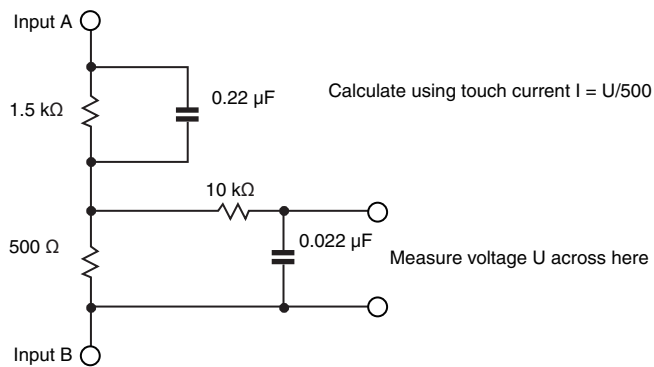 Input A
0.22 µF
Calculate using touch current I = U/500
1.5 kΩ
10 kΩ
500 Ω
0.022 µF
Measure voltage U across here
Input B